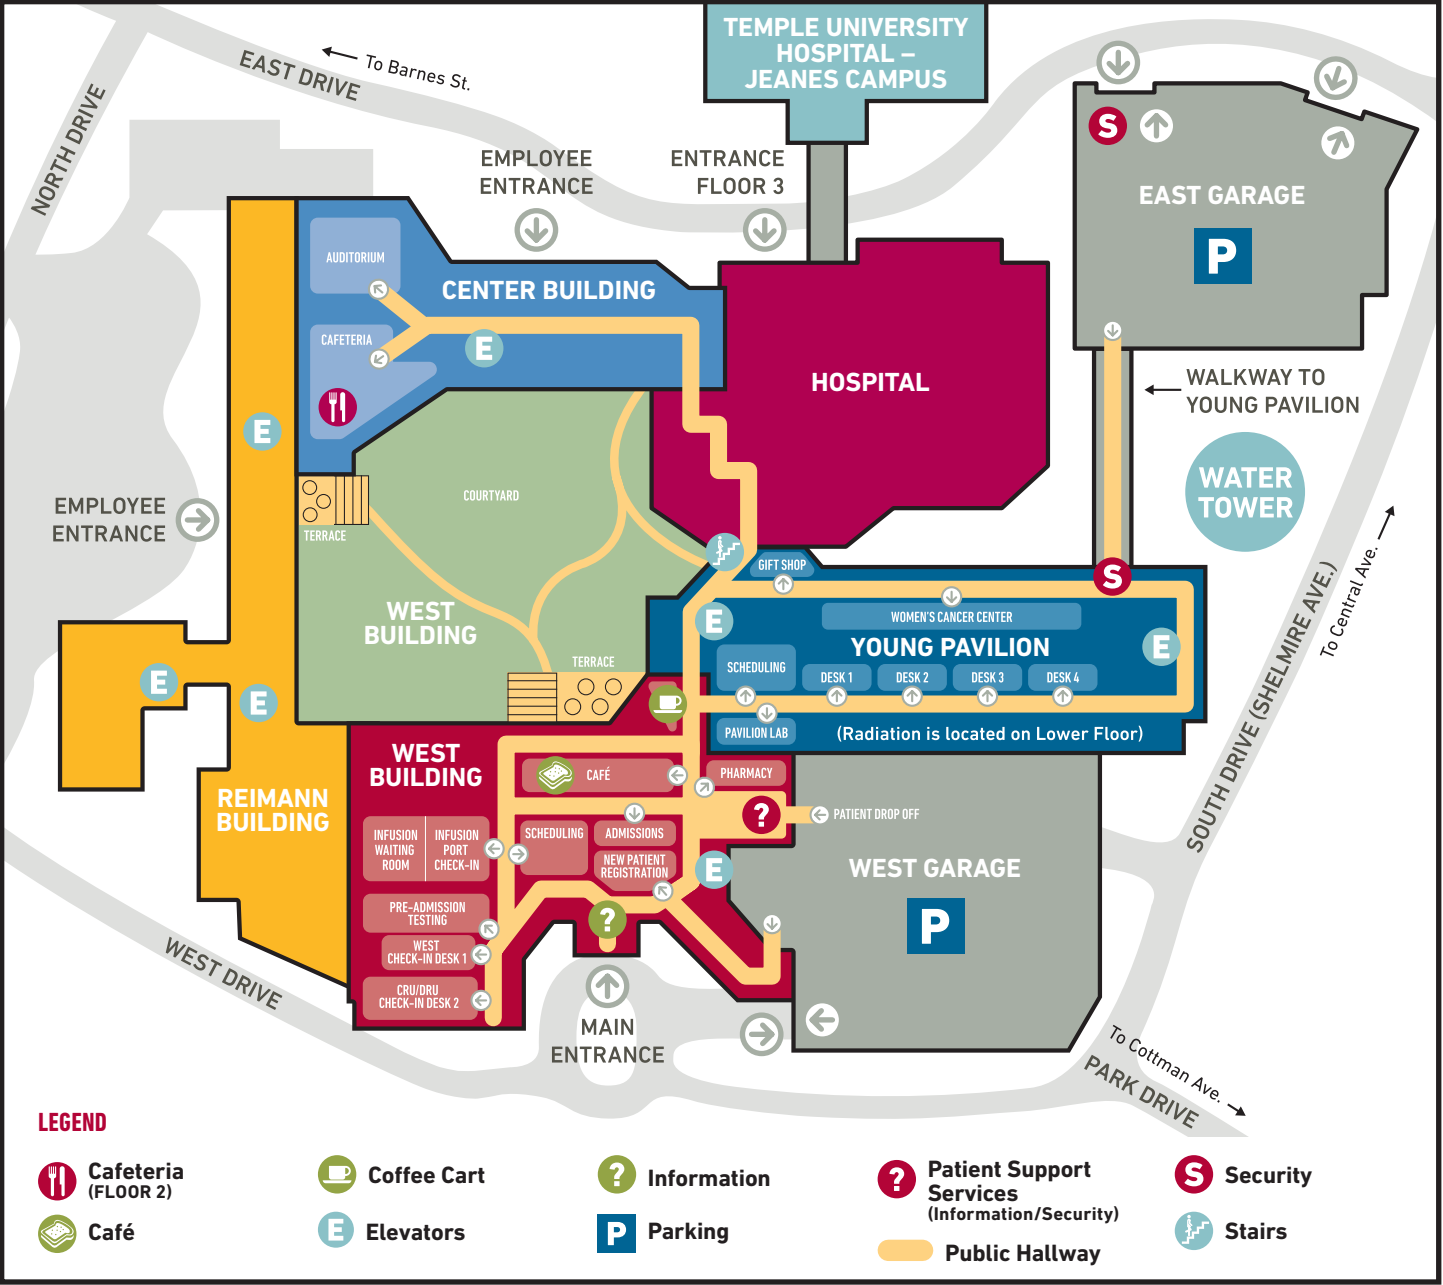 TEMPLE UNIVERSITY
HOSPITAL –
JEANES CAMPUS
To Barnes St.
EAST DRIVE
NORTH DRIVE
EMPLOYEE
ENTRANCE
ENTRANCE
FLOOR 3
S
EAST GARAGE
P
AUDITORIUM
CENTER BUILDING
CAFETERIA
E
E
HOSPITAL
WALKWAY TO
YOUNG PAVILION
WATER
TOWER
COURTYARD
EMPLOYEE
ENTRANCE
TERRACE
GIFT SHOP
S
WEST
BUILDING
E
WOMEN'S CANCER CENTER
YOUNG PAVILION
E
SCHEDULING
DESK 1
DESK 2
DESK 3
DESK 4
TERRACE
PAVILION LAB
(Radiation is located on Lower Floor)
SOUTH DRIVE (SHELMIRE AVE.)
To Central Ave.
E
E
WEST
BUILDING
CAFÉ
PHARMACY
REIMANN
BUILDING
?
PATIENT DROP OFF
INFUSION
WAITING
ROOM
INFUSION
PORT
CHECK-IN
SCHEDULING
ADMISSIONS
NEW PATIENT
REGISTRATION
E
WEST GARAGE
P
PRE-ADMISSION
TESTING
?
WEST
CHECK-IN DESK 1
CRU/DRU
CHECK-IN DESK 2
WEST DRIVE
MAIN
ENTRANCE
To Cottman Ave.
PARK DRIVE
LEGEND
Cafeteria
(FLOOR 2)
Café
Coffee Cart
E
Elevators
?
Information
P
Parking
?
Patient Support
Services
(Information/Security)
Public Hallway
S
Security
Stairs